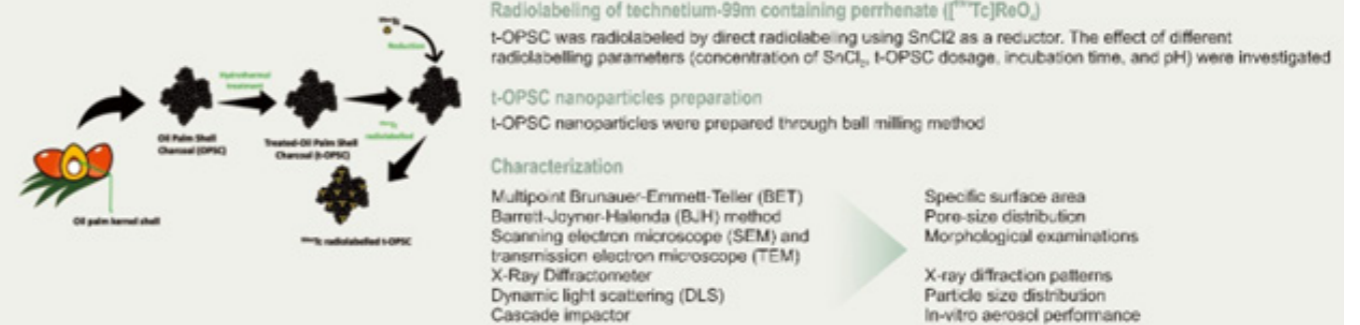 Radiolabeling of technetium-99m containing perrhenate ([⁹⁹ᵐTc]ReO₄)
t-OPSC was radiolabeled by direct radiolabeling using SnCl2 as a reductor. The effect of different
radiolabelling parameters (concentration of SnCl₂, t-OPSC dosage, incubation time, and pH) were investigated
t-OPSC nanoparticles preparation
t-OPSC nanoparticles were prepared through ball milling method
Characterization
Multipoint Brunauer-Emmett-Teller (BET)
Barrett-Joyner-Halenda (BJH) method
Scanning electron microscope (SEM) and
transmission electron microscope (TEM)
X-Ray Diffractometer
Dynamic light scattering (DLS)
Cascade impactor
Specific surface area
Pore-size distribution
Morphological examinations
X-ray diffraction patterns
Particle size distribution
In-vitro aerosol performance
Reduction
Hydrothermal
treatment
Oil Palm Shell
Charcoal (OPSC)
Treated-Oil Palm Shell
Charcoal (t-OPSC)
radiolabelled
Oil palm kernel shell
⁹⁹ᵐTc radiolabelled t-OPSC